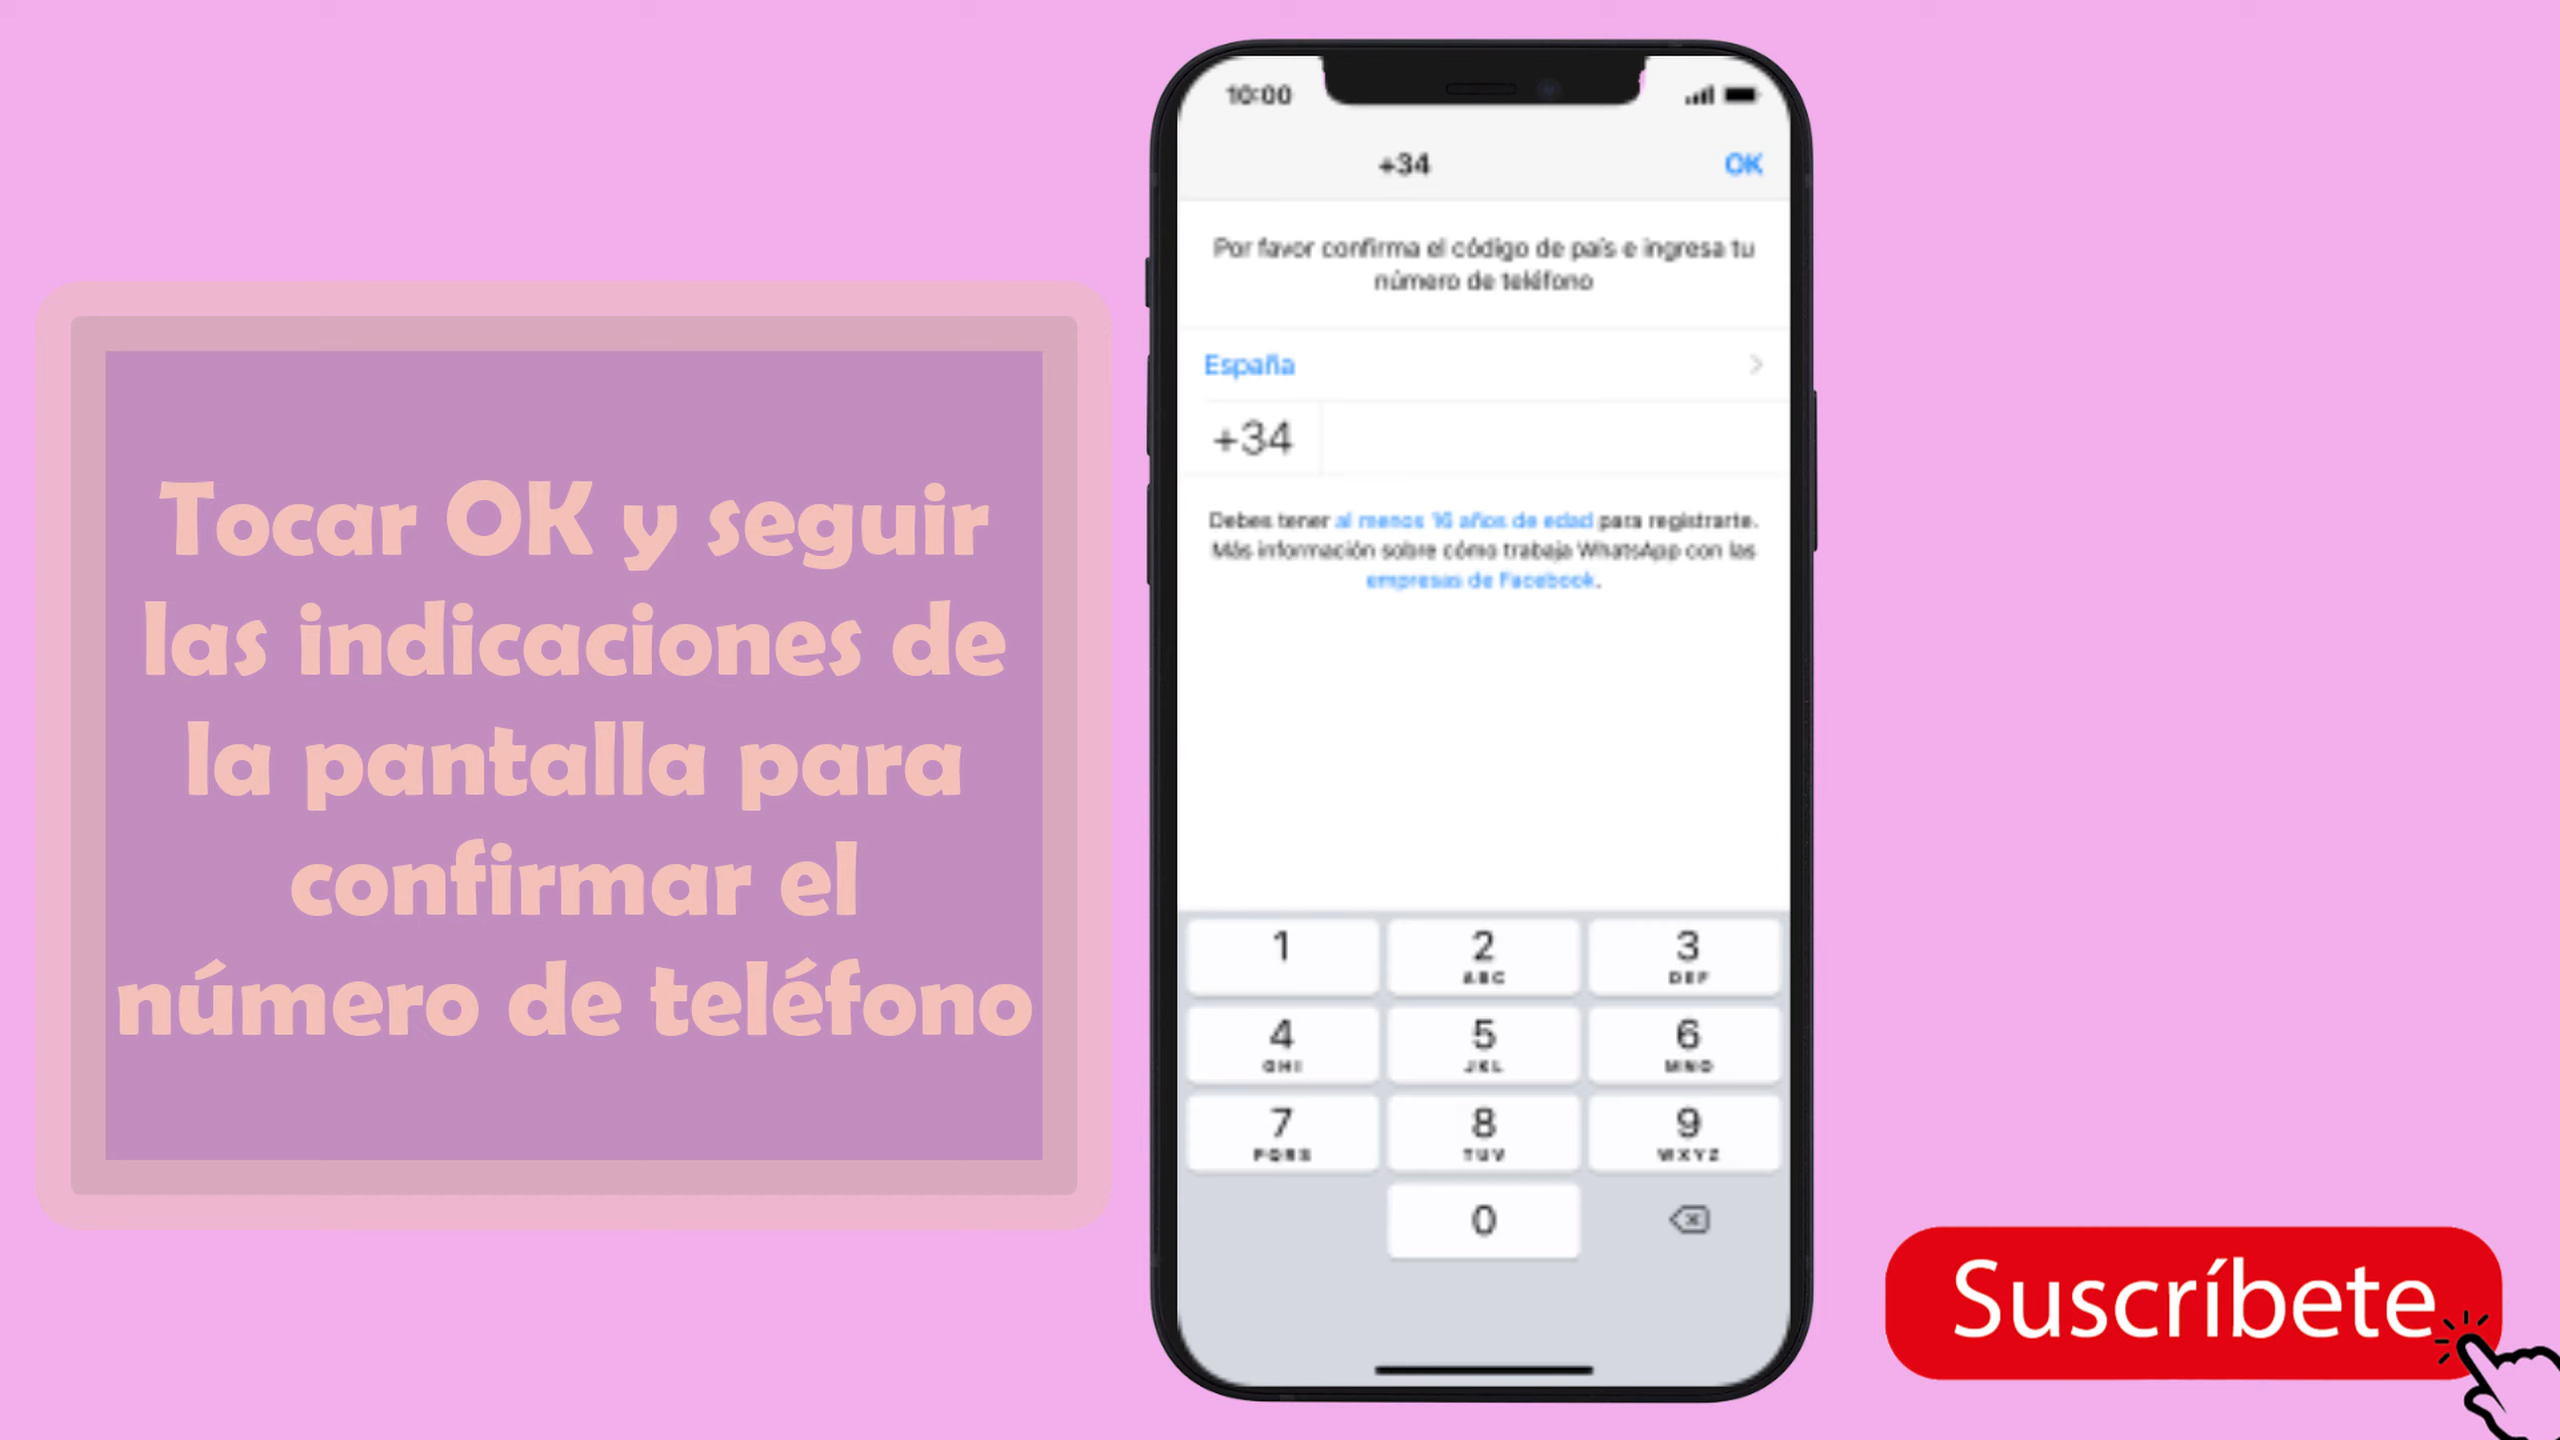 Tocar OK y seguir
las indicaciones de
la pantalla para
confirmar el
número de teléfono
10:00
+34
OK
Por favor confirma el código de país e ingresa tu
número de teléfono
España
+34
Debes tener al menos 16 años de edad para registrarte.
Más información sobre cómo trabaja WhatsApp con las
empresas de Facebook.
1
2
ABC
3
DEF
4
GHI
5
JKL
6
MNO
7
PQRS
8
TUV
9
WXYZ
0
Suscríbete